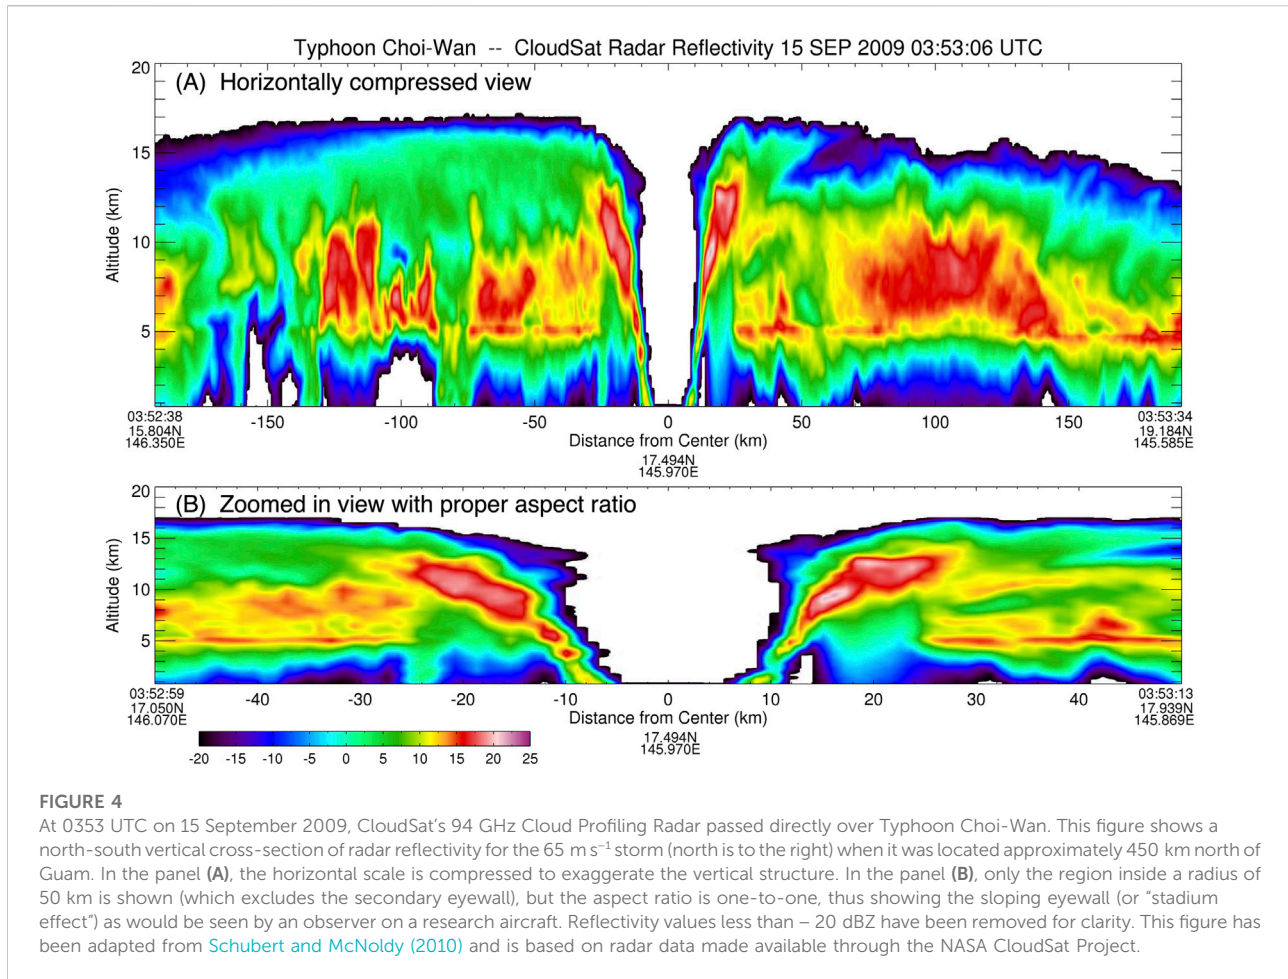 Typhoon Choi-Wan -- CloudSat Radar Reflectivity 15 SEP 2009 03:53:06 UTC
(A) Horizontally compressed view
20
15
10
5
Altitude (km)
-150 -100 -50 0 50 100 150
03:52:38
15.804N
146.350E
Distance from Center (km)
17.494N
145.970E
03:53:34
19.184N
145.585E
(B) Zoomed in view with proper aspect ratio
20
15
10
5
Altitude (km)
-40 -30 -20 -10 0 10 20 30 40
03:52:59
17.050N
146.070E
Distance from Center (km)
17.494N
145.970E
03:53:13
17.939N
145.869E
-20 -15 -10 -5 0 5 10 15 20 25
FIGURE 4
At 0353 UTC on 15 September 2009, CloudSat's 94 GHz Cloud Profiling Radar passed directly over Typhoon Choi-Wan. This figure shows a
north-south vertical cross-section of radar reflectivity for the 65 m s⁻¹ storm (north is to the right) when it was located approximately 450 km north of
Guam. In the panel (A), the horizontal scale is compressed to exaggerate the vertical structure. In the panel (B), only the region inside a radius of
50 km is shown (which excludes the secondary eyewall), but the aspect ratio is one-to-one, thus showing the sloping eyewall (or "stadium
effect") as would be seen by an observer on a research aircraft. Reflectivity values less than – 20 dBZ have been removed for clarity. This figure has
been adapted from Schubert and McNoldy (2010) and is based on radar data made available through the NASA CloudSat Project.